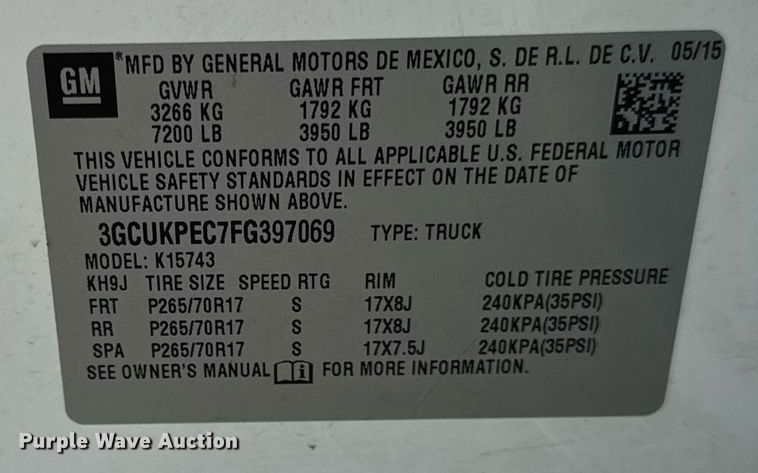 GM
*MFD BY GENERAL MOTORS DE MEXICO, S. DE R.L. DE C.V. 05/15
GVWR GAWR FRT GAWR RR
3266 KG 1792 KG 1792 KG
7200 LB 3950 LB 3950 LB
THIS VEHICLE CONFORMS TO ALL APPLICABLE U.S. FEDERAL MOTOR
VEHICLE SAFETY STANDARDS IN EFFECT ON THE DATE OF
MANUFACTURE SHOWN ABOVE.
3GCUKPEC7FG397069 TYPE: TRUCK
MODEL: K15743
KH9J TIRE SIZE SPEED RTG RIM COLD TIRE PRESSURE
FRT P265/70R17 S 17X8J 240KPA(35PSI)
RR P265/70R17 S 17X8J 240KPA(35PSI)
SPA P265/70R17 S 17X7.5J 240KPA(35PSI)
SEE OWNER'S MANUAL i FOR MORE INFORMATION.
Purple Wave Auction